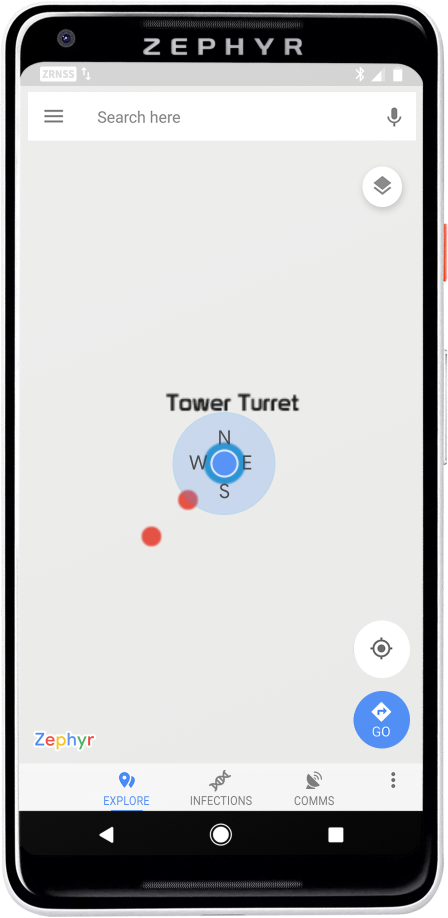 ZEPHYR
ZRNSS
Search here
Tower Turret
N
W E
S
GO
Zephyr
EXPLORE INFECTIONS COMMS